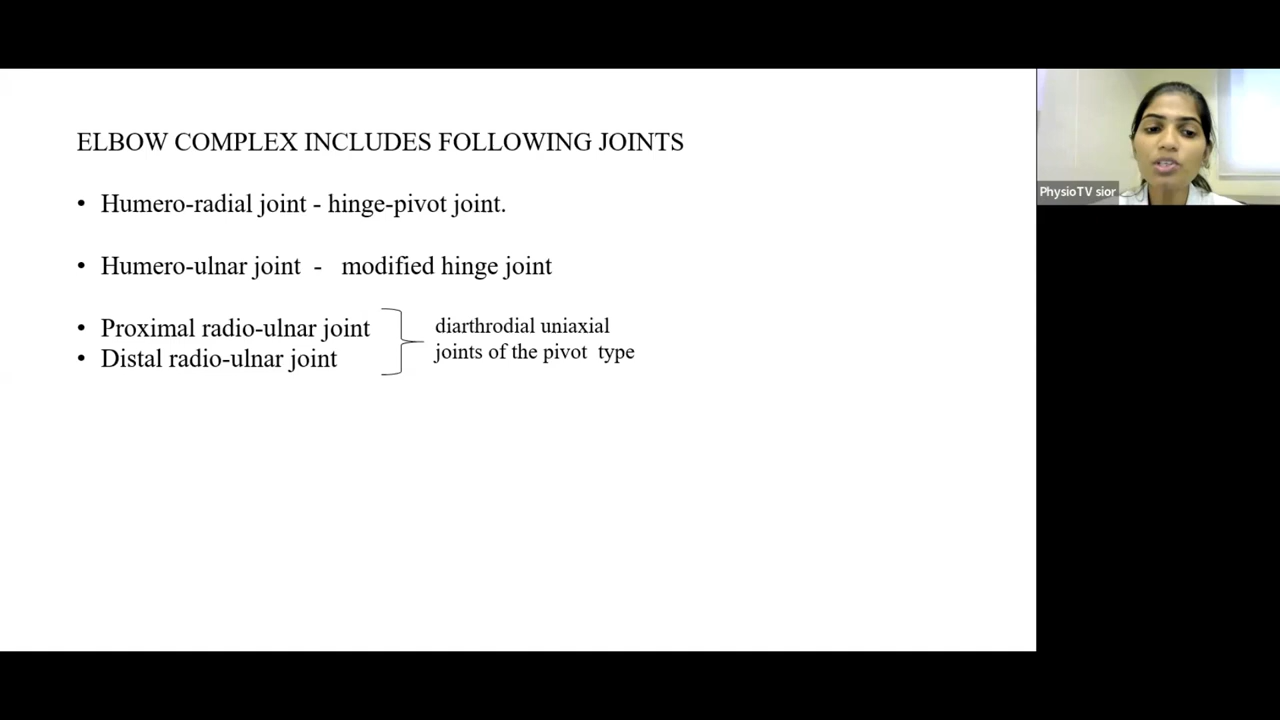 ELBOW COMPLEX INCLUDES FOLLOWING JOINTS
• Humero-radial joint - hinge-pivot joint.
• Humero-ulnar joint - modified hinge joint
• Proximal radio-ulnar joint
• Distal radio-ulnar joint
diarthrodial uniaxial
joints of the pivot type
PhysioTV sior